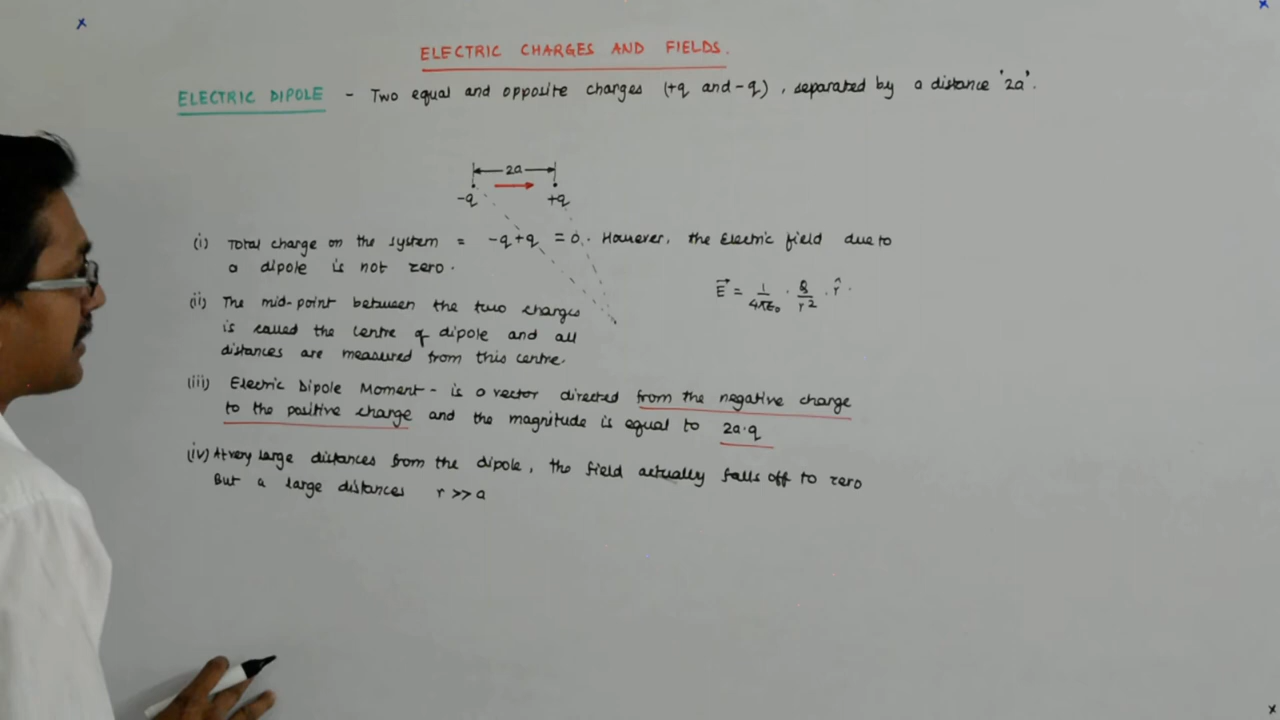 ELECTRIC CHARGES AND FIELDS.
ELECTRIC DIPOLE - Two equal and opposite charges (+q and -q), separated by a distance '2a'.
2a
-q +q
(i) Total charge on the system = -q+q = 0. However, the Electric field due to
a dipole is not zero.
E⃗ = 1/4πε₀ · Q/r² · r̂.
(ii) The mid-point between the two charges
is called the centre of dipole and all
distances are measured from this centre.
(iii) Electric Dipole Moment - is a vector directed from the negative charge
to the positive charge and the magnitude is equal to 2a·q
(iv) At very large distances from the dipole, the field actually falls off to zero
But a large distances r >> a